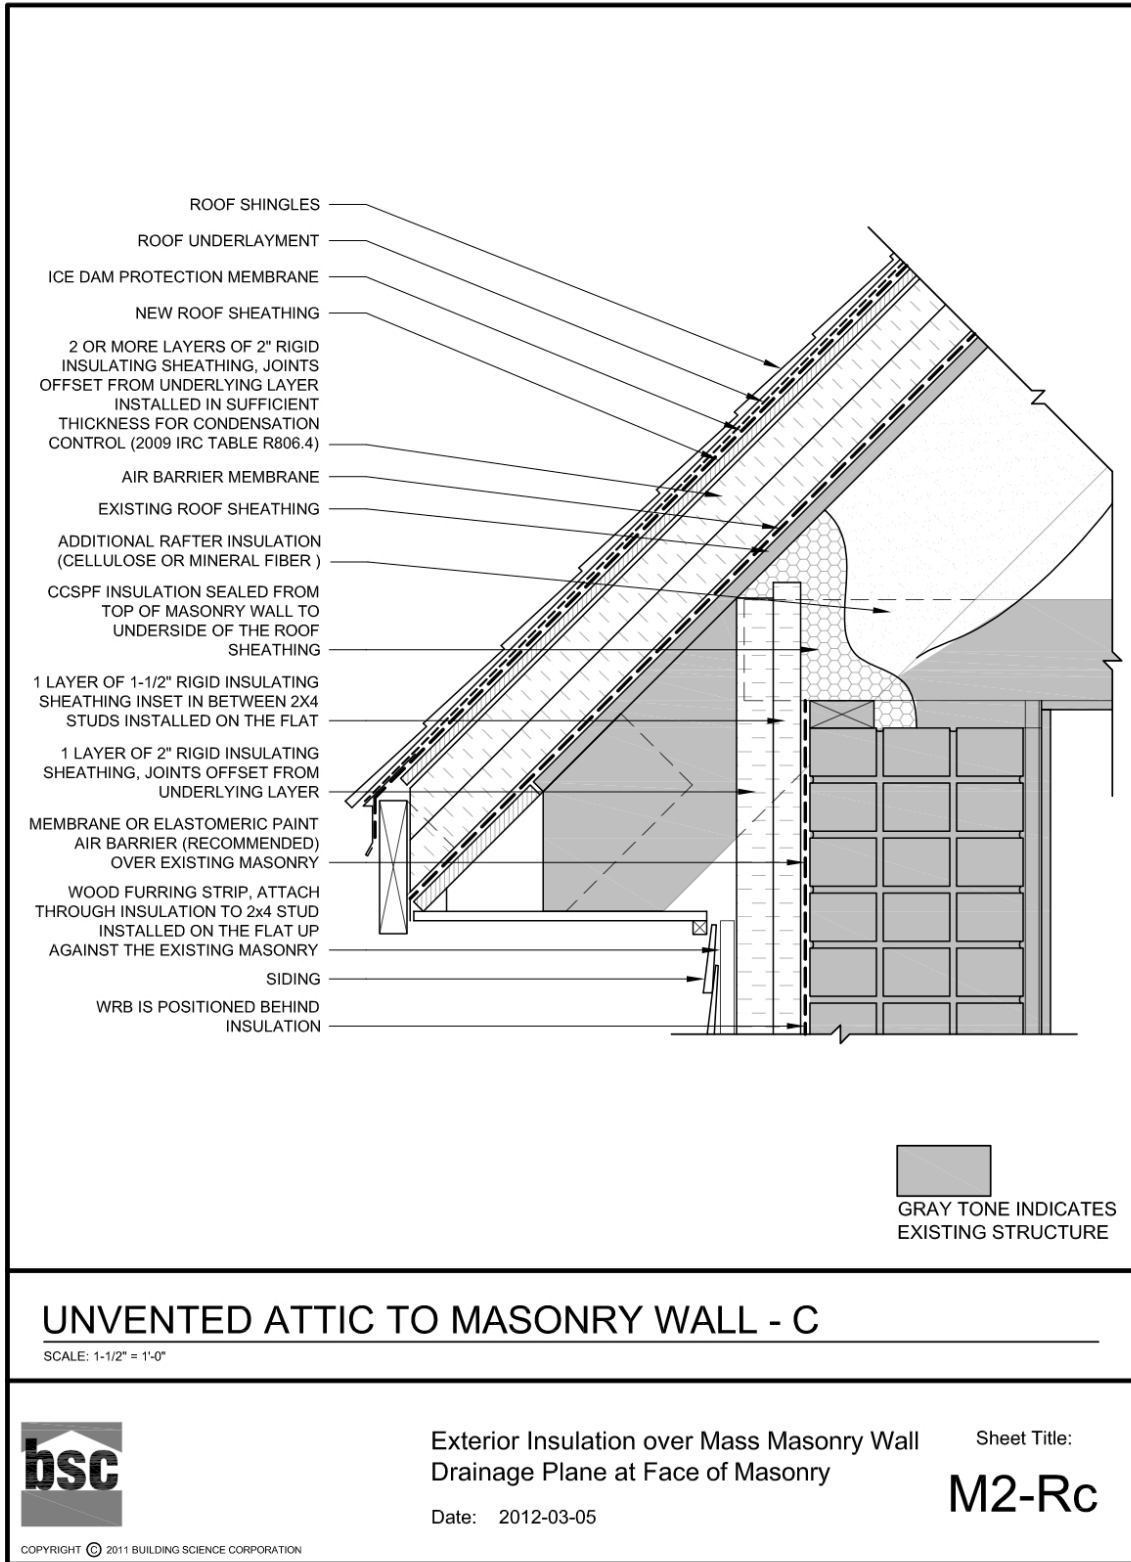 ROOF SHINGLES
ROOF UNDERLAYMENT
ICE DAM PROTECTION MEMBRANE
NEW ROOF SHEATHING
2 OR MORE LAYERS OF 2" RIGID
INSULATING SHEATHING, JOINTS
OFFSET FROM UNDERLYING LAYER
INSTALLED IN SUFFICIENT
THICKNESS FOR CONDENSATION
CONTROL (2009 IRC TABLE R806.4)
AIR BARRIER MEMBRANE
EXISTING ROOF SHEATHING
ADDITIONAL RAFTER INSULATION
(CELLULOSE OR MINERAL FIBER )
CCSPF INSULATION SEALED FROM
TOP OF MASONRY WALL TO
UNDERSIDE OF THE ROOF
SHEATHING
1 LAYER OF 1-1/2" RIGID INSULATING
SHEATHING INSET IN BETWEEN 2X4
STUDS INSTALLED ON THE FLAT
1 LAYER OF 2" RIGID INSULATING
SHEATHING, JOINTS OFFSET FROM
UNDERLYING LAYER
MEMBRANE OR ELASTOMERIC PAINT
AIR BARRIER (RECOMMENDED)
OVER EXISTING MASONRY
WOOD FURRING STRIP, ATTACH
THROUGH INSULATION TO 2x4 STUD
INSTALLED ON THE FLAT UP
AGAINST THE EXISTING MASONRY
SIDING
WRB IS POSITIONED BEHIND
INSULATION
GRAY TONE INDICATES
EXISTING STRUCTURE
UNVENTED ATTIC TO MASONRY WALL - C
SCALE: 1-1/2" = 1'-0"
bsc
Exterior Insulation over Mass Masonry Wall
Drainage Plane at Face of Masonry
Date: 2012-03-05
Sheet Title:
M2-Rc
COPYRIGHT © 2011 BUILDING SCIENCE CORPORATION